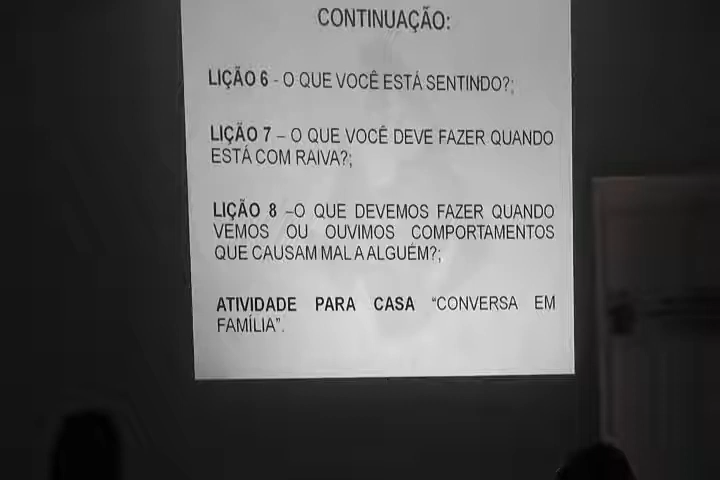 CONTINUAÇÃO:
LIÇÃO 6 - O QUE VOCÊ ESTÁ SENTINDO?;
LIÇÃO 7 – O QUE VOCÊ DEVE FAZER QUANDO
ESTÁ COM RAIVA?;
LIÇÃO 8 –O QUE DEVEMOS FAZER QUANDO
VEMOS OU OUVIMOS COMPORTAMENTOS
QUE CAUSAM MAL A ALGUÉM?;
ATIVIDADE PARA CASA “CONVERSA EM
FAMÍLIA”.